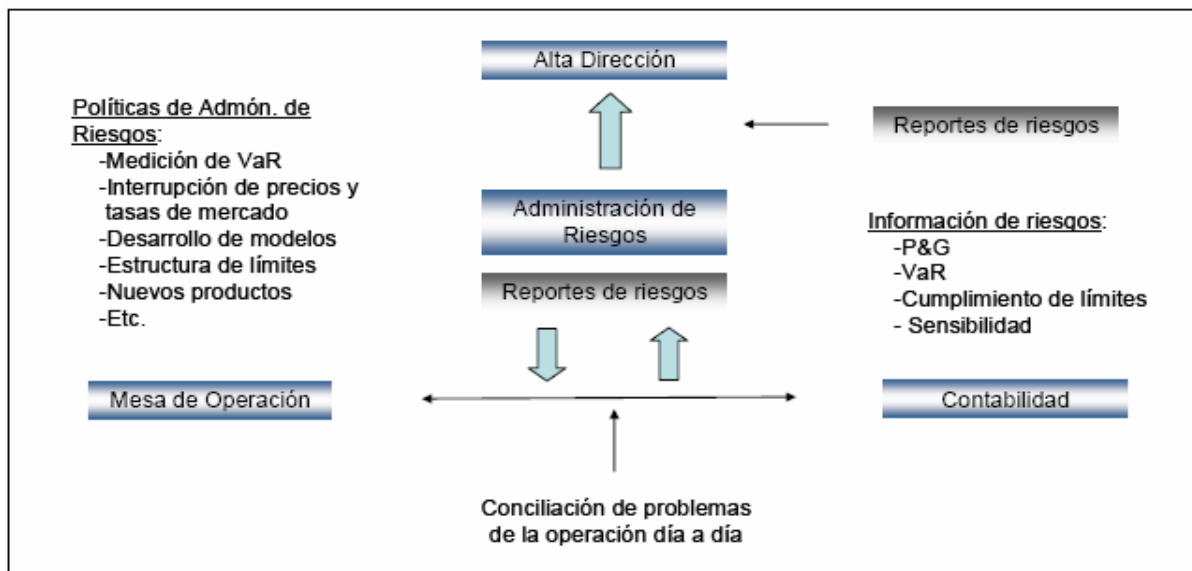 Alta Dirección
Políticas de Admón. de
Riesgos:
-Medición de VaR
-Interrupción de precios y
tasas de mercado
-Desarrollo de modelos
-Estructura de límites
-Nuevos productos
-Etc.
Reportes de riesgos
Administración de
Riesgos
Reportes de riesgos
Información de riesgos:
-P&G
-VaR
-Cumplimiento de límites
- Sensibilidad
Mesa de Operación
Contabilidad
Conciliación de problemas
de la operación día a día